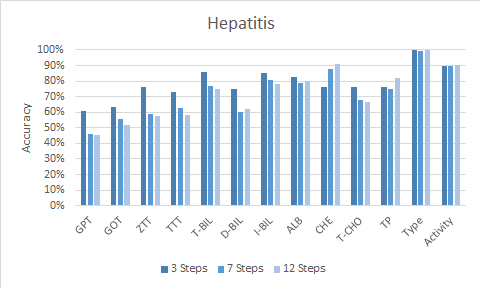 Hepatitis
100%
90%
80%
70%
60%
50%
40%
30%
20%
10%
0%
Accuracy
GPT
GOT
ZTT
TTT
T-BIL
D-BIL
I-BIL
ALB
CHE
T-CHO
TP
Type
Activity
3 Steps 7 Steps 12 Steps